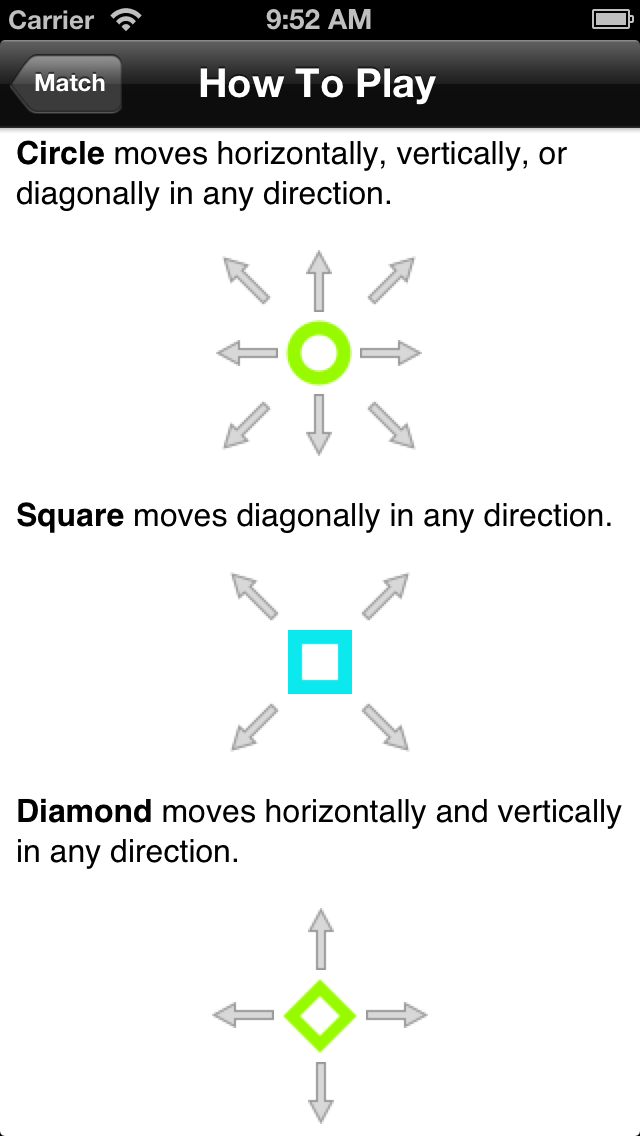 Carrier 9:52 AM
Match How To Play
Circle moves horizontally, vertically, or
diagonally in any direction.
Square moves diagonally in any direction.
Diamond moves horizontally and vertically
in any direction.